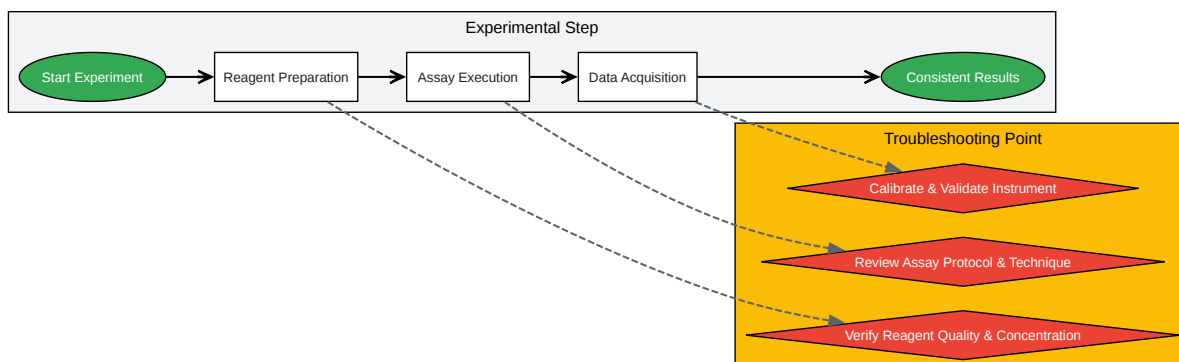 Experimental Step
Start Experiment
Reagent Preparation
Assay Execution
Data Acquisition
Consistent Results
Troubleshooting Point
Calibrate & Validate Instrument
Review Assay Protocol & Technique
Verify Reagent Quality & Concentration